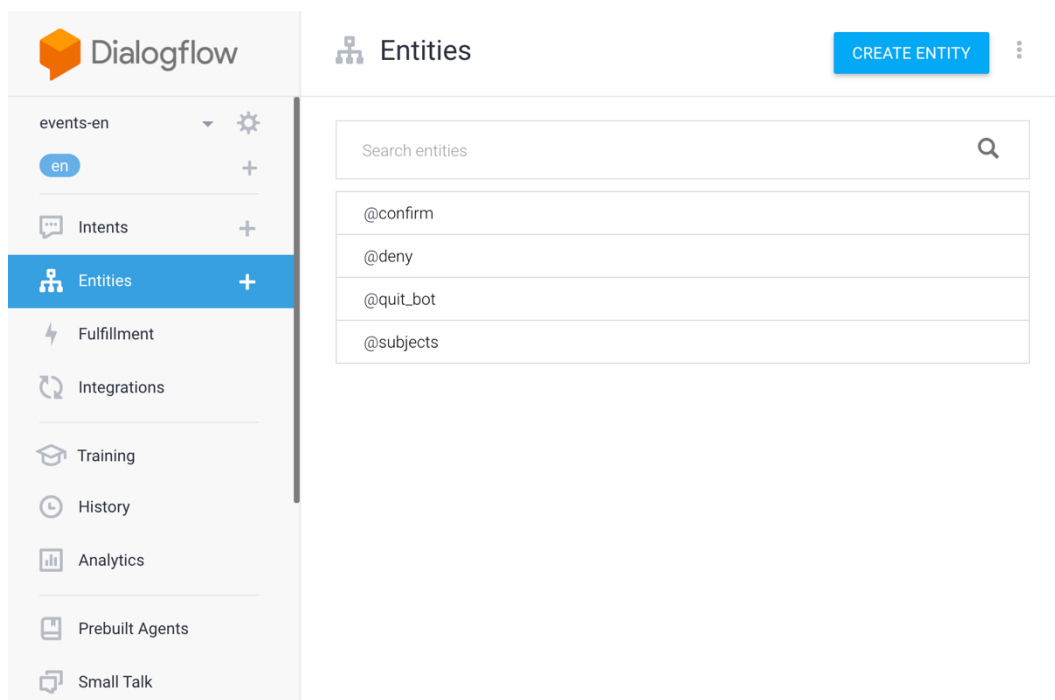 Dialogflow
events-en
en
Intents
Entities
Fulfillment
Integrations
Training
History
Analytics
Prebuilt Agents
Small Talk
Entities
CREATE ENTITY
Search entities
@confirm
@deny
@quit_bot
@subjects